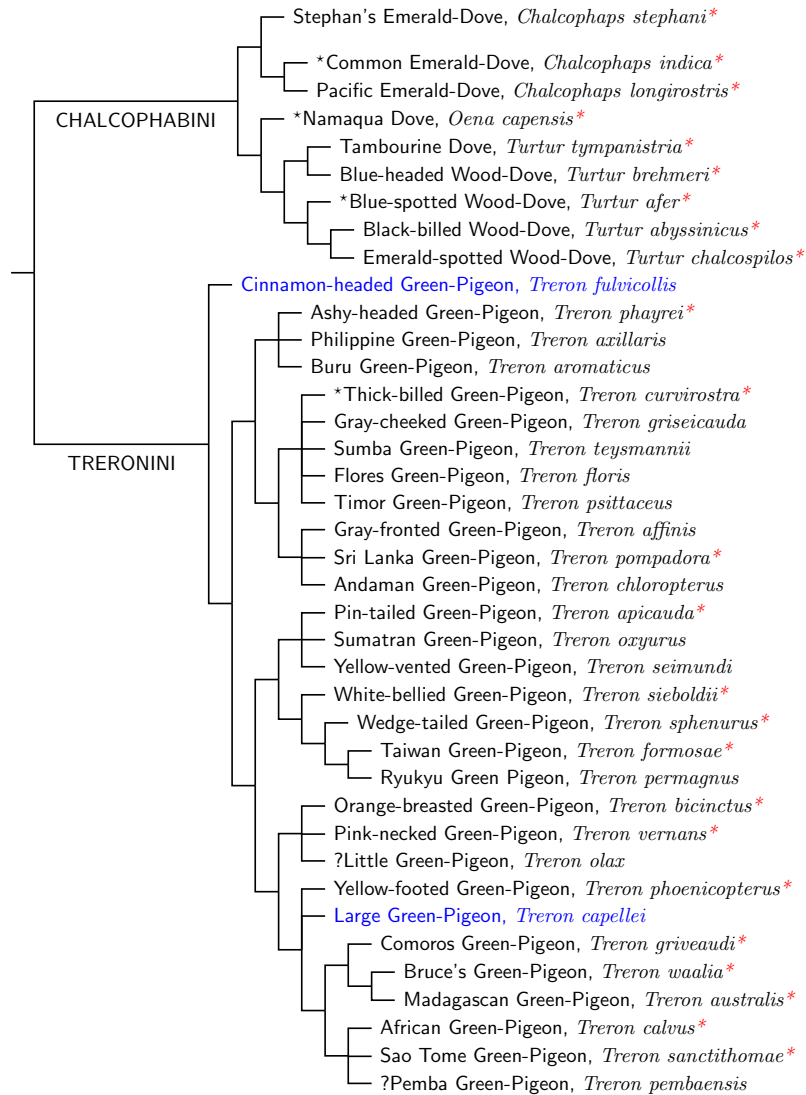 Stephan's Emerald-Dove, Chalcophaps stephani*
*Common Emerald-Dove, Chalcophaps indica*
Pacific Emerald-Dove, Chalcophaps longirostris*
CHALCOPHABINI
*Namaqua Dove, Oena capensis*
Tambourine Dove, Turtur tympanistria*
Blue-headed Wood-Dove, Turtur brehmeri*
*Blue-spotted Wood-Dove, Turtur afer*
Black-billed Wood-Dove, Turtur abyssinicus*
Emerald-spotted Wood-Dove, Turtur chalcospilos*
Cinnamon-headed Green-Pigeon, Treron fulvicollis
Ashy-headed Green-Pigeon, Treron phayrei*
Philippine Green-Pigeon, Treron axillaris
Buru Green-Pigeon, Treron aromaticus
*Thick-billed Green-Pigeon, Treron curvirostra*
Gray-cheeked Green-Pigeon, Treron griseicauda
Sumba Green-Pigeon, Treron teysmannii
TRERONINI
Flores Green-Pigeon, Treron floris
Timor Green-Pigeon, Treron psittaceus
Gray-fronted Green-Pigeon, Treron affinis
Sri Lanka Green-Pigeon, Treron pompadora*
Andaman Green-Pigeon, Treron chloropterus
Pin-tailed Green-Pigeon, Treron apicauda*
Sumatran Green-Pigeon, Treron oxyurus
Yellow-vented Green-Pigeon, Treron seimundi
White-bellied Green-Pigeon, Treron sieboldii*
Wedge-tailed Green-Pigeon, Treron sphenurus*
Taiwan Green-Pigeon, Treron formosae*
Ryukyu Green Pigeon, Treron permagnus
Orange-breasted Green-Pigeon, Treron bicinctus*
Pink-necked Green-Pigeon, Treron vernans*
?Little Green-Pigeon, Treron olax
Yellow-footed Green-Pigeon, Treron phoenicopterus*
Large Green-Pigeon, Treron capellei
Comoros Green-Pigeon, Treron griveaudi*
Bruce's Green-Pigeon, Treron waalia*
Madagascan Green-Pigeon, Treron australis*
African Green-Pigeon, Treron calvus*
Sao Tome Green-Pigeon, Treron sanctithomae*
?Pemba Green-Pigeon, Treron pembaensis